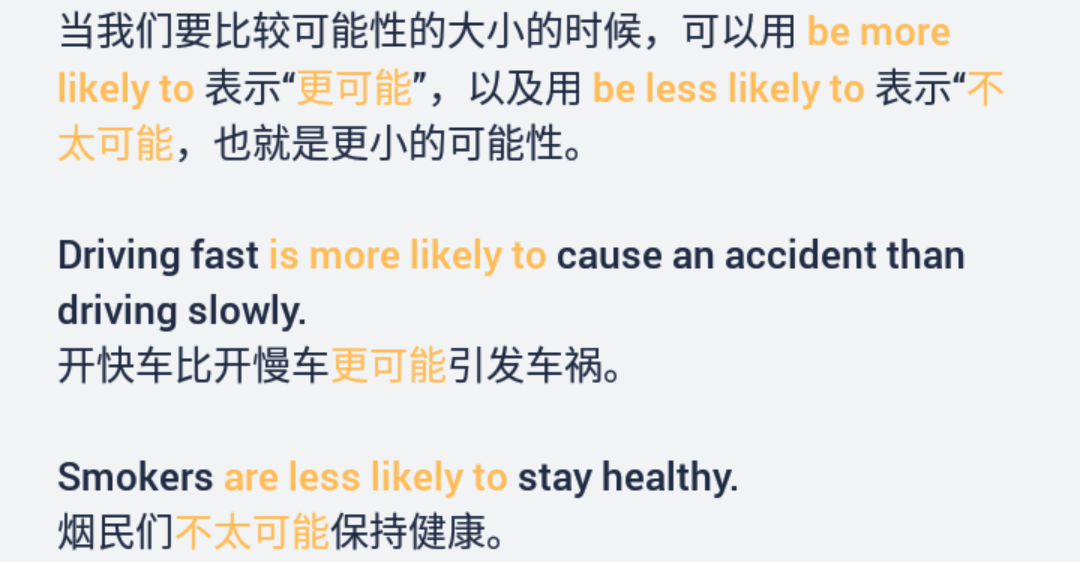 当我们要比较可能性的大小的时候，可以用 be more
likely to 表示“更可能”，以及用 be less likely to 表示“不
太可能，也就是更小的可能性。
Driving fast is more likely to cause an accident than
driving slowly.
开快车比开慢车更可能引发车祸。
Smokers are less likely to stay healthy.
烟民们不太可能保持健康。